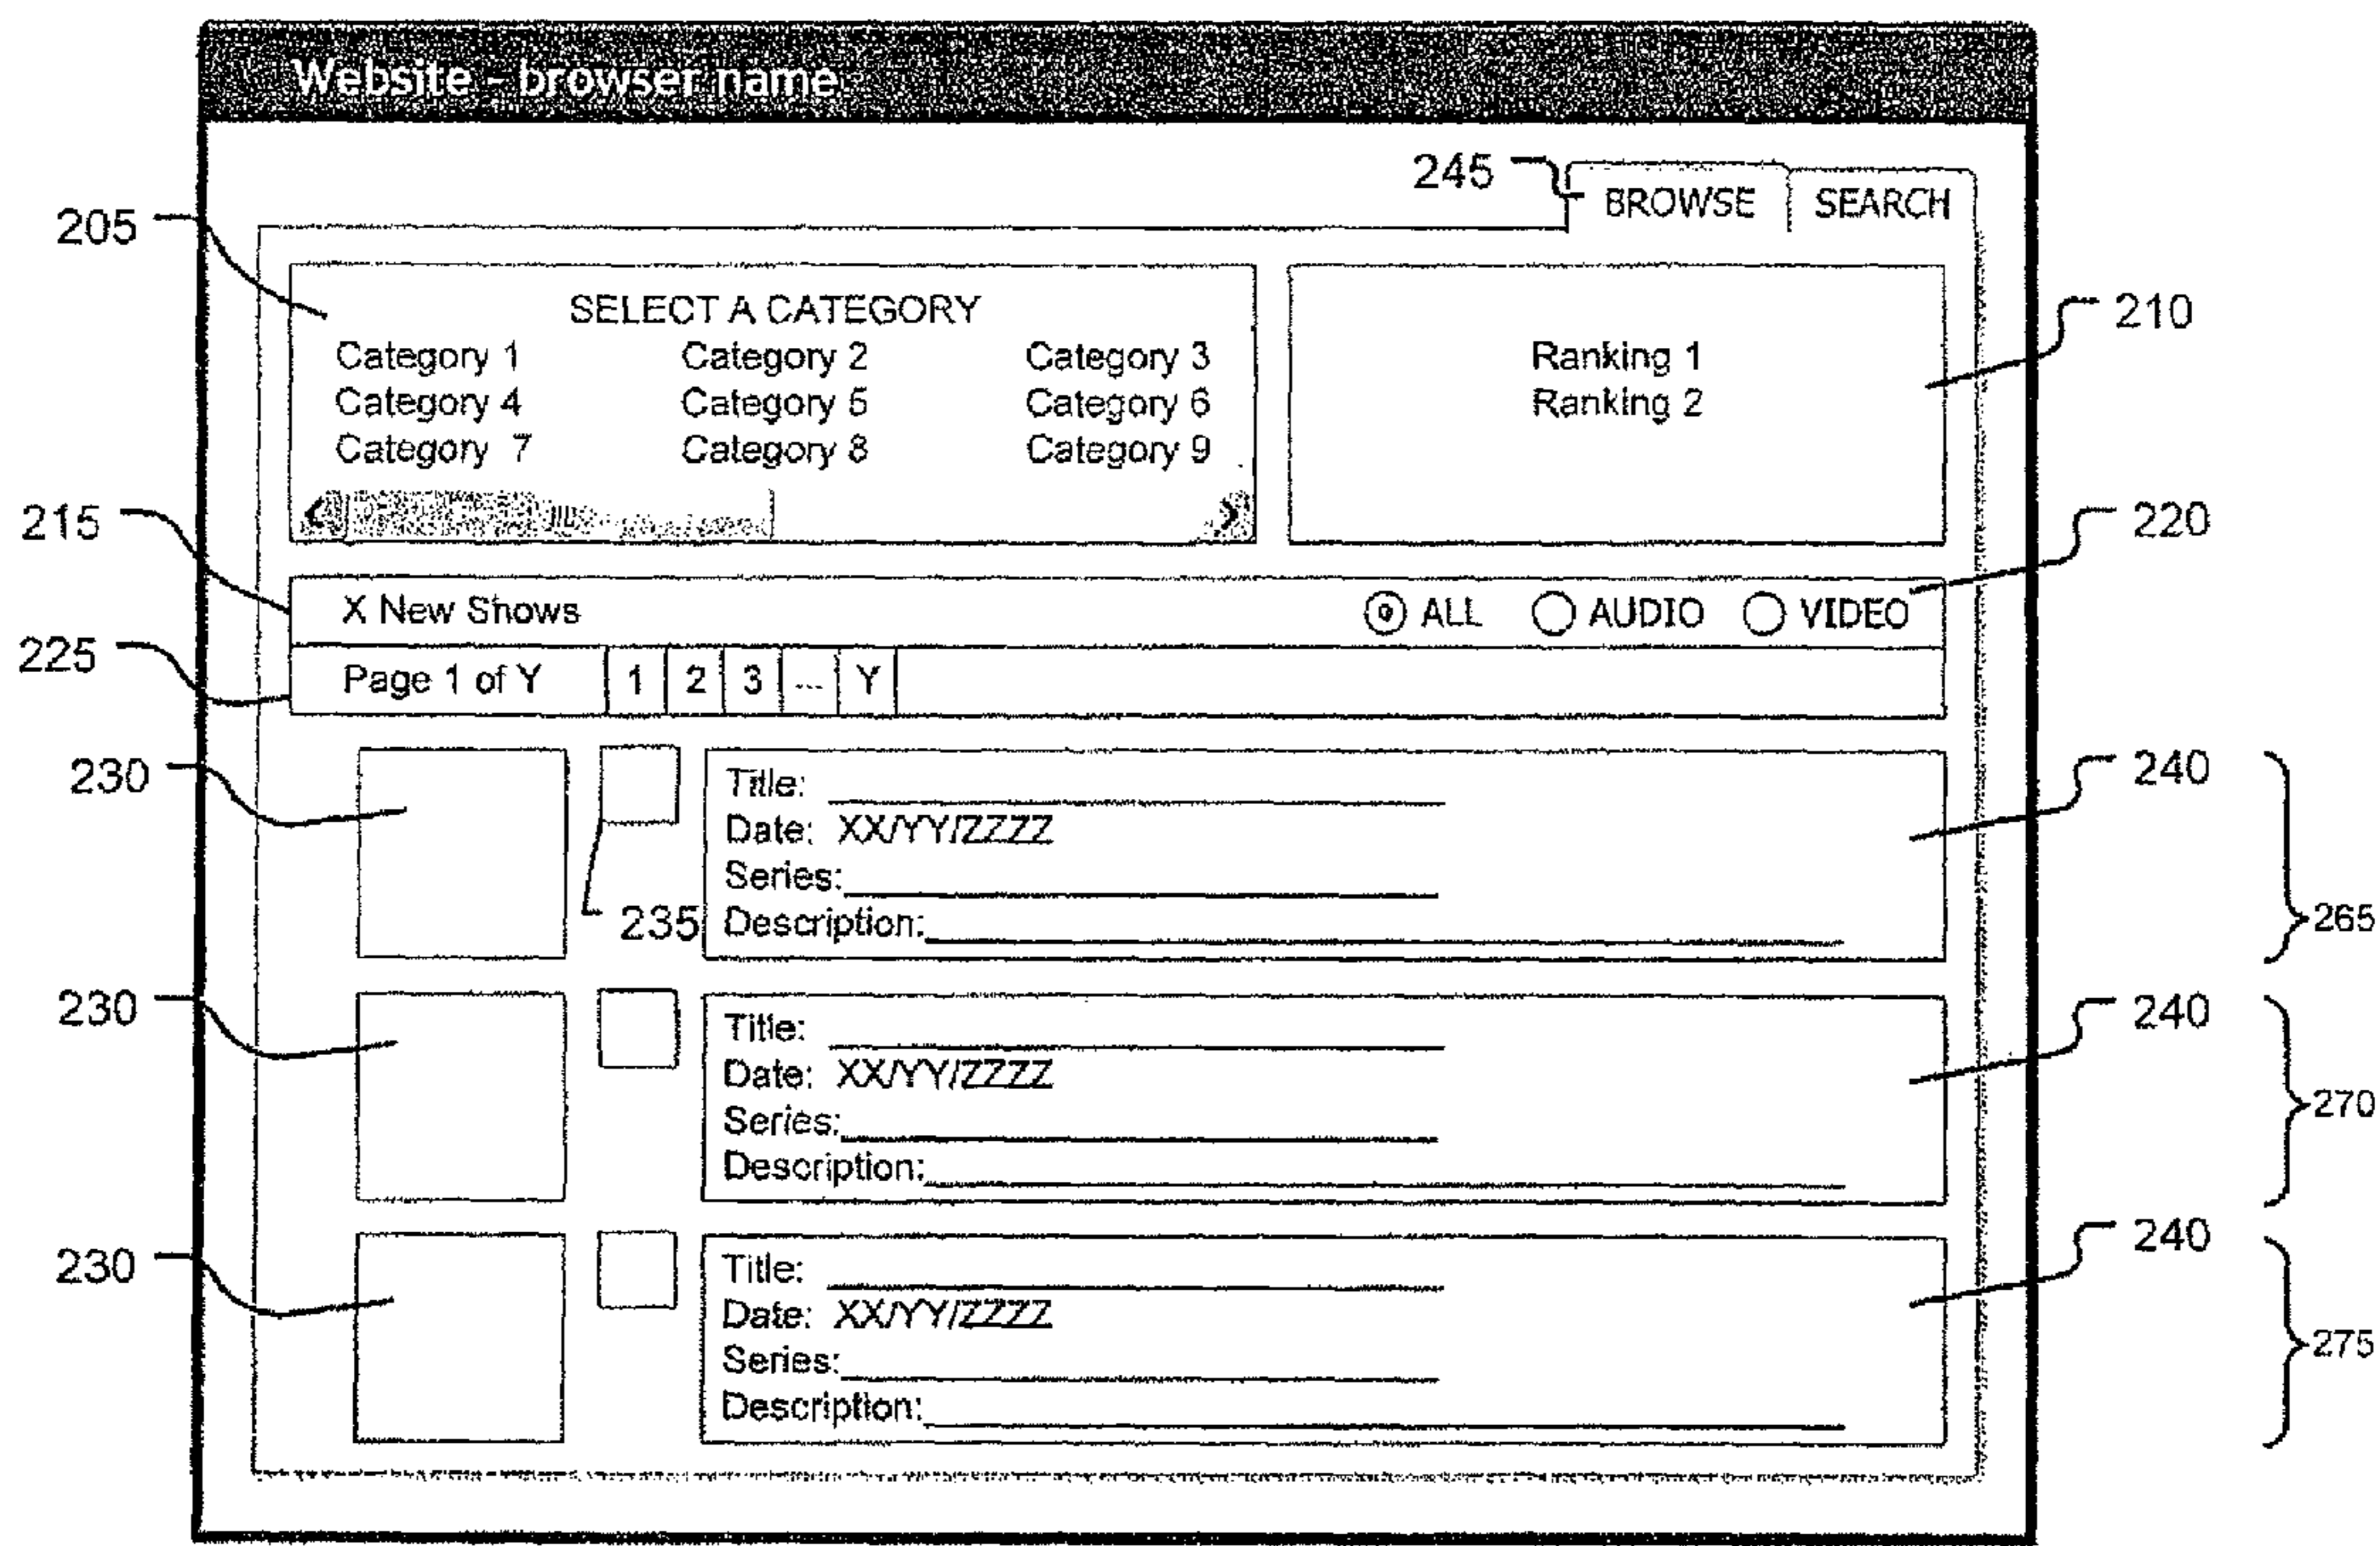 Website - browser name
245 BROWSE SEARCH
205
SELECT A CATEGORY
Category 1 Category 2 Category 3
Category 4 Category 5 Category 6
Category 7 Category 8 Category 9
Ranking 1
Ranking 2
210
215
220
X New Shows ALL AUDIO VIDEO
225
Page 1 of Y 1 2 3 ... Y
230
235
Title:
Date: XX/YY/ZZZZ
Series:
Description:
240
265
230
Title:
Date: XX/YY/ZZZZ
Series:
Description:
240
270
230
Title:
Date: XX/YY/ZZZZ
Series:
Description:
240
275